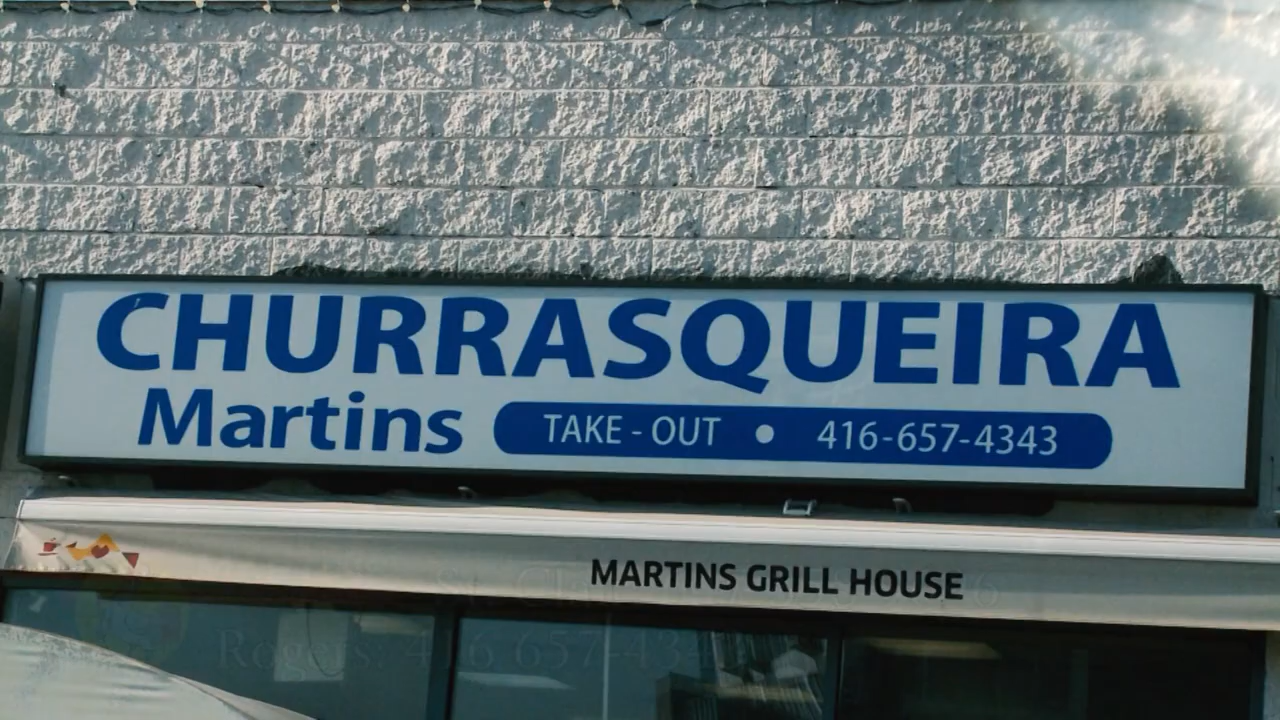 CHURRASQUEIRA
Martins
TAKE - OUT • 416-657-4343
MARTINS GRILL HOUSE